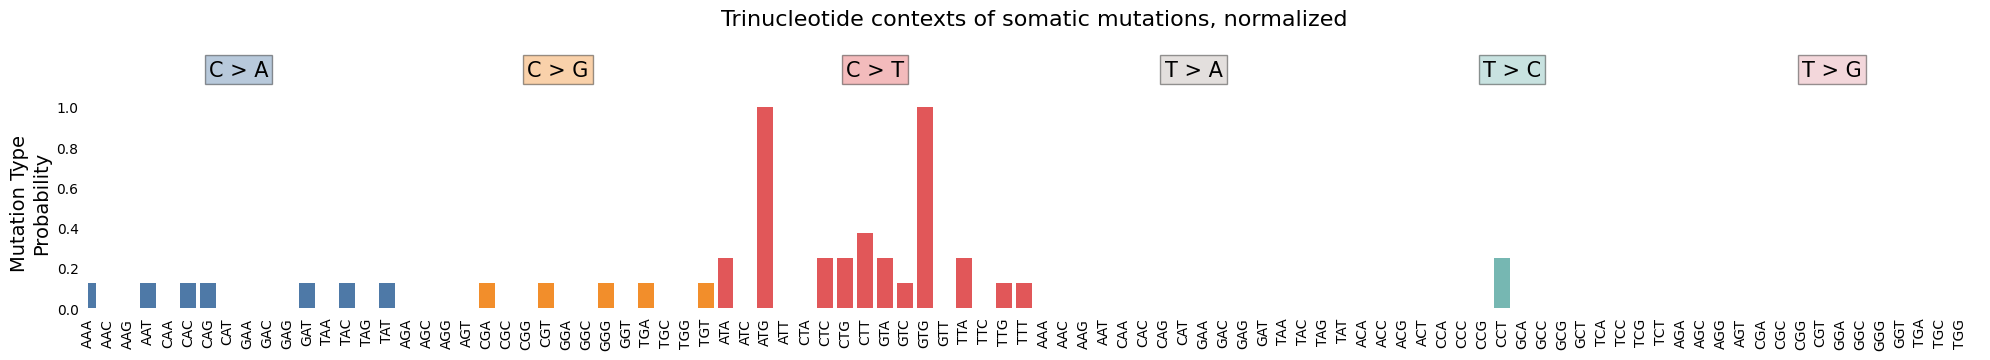 Trinucleotide contexts of somatic mutations, normalized
C > A C > G C > T T > A T > C T > G
Mutation Type
Probability
1.0
0.8
0.6
0.4
0.2
0.0
AAA AAC AAG AAT CAA CAC CAG CAT GAA GAC GAG GAT TAA TAC TAG TAT AGA AGC AGG AGT CGA CGC CGG CGT GGA GGC GGG GGT TGA TGC TGG TGT ATA ATC ATG ATT CTA CTC CTG CTT GTA GTC GTG GTT TTA TTC TTG TTT AAA AAC AAG AAT CAA CAC CAG CAT GAA GAC GAG GAT TAA TAC TAG TAT ACA ACC ACG ACT CCA CCC CCG CCT GCA GCC GCG GCT TCA TCC TCG TCT AGA AGC AGG AGT CGA CGC CGG CGT GGA GGC GGG GGT TGA TGC TGG